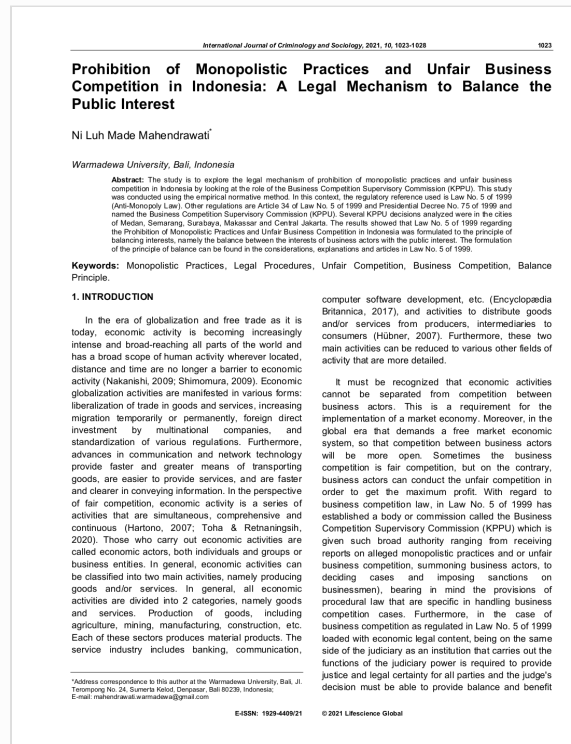 International Journal of Criminology and Sociology, 2021, 10, 1023-1028 1023
Prohibition of Monopolistic Practices and Unfair Business
Competition in Indonesia: A Legal Mechanism to Balance the
Public Interest
Ni Luh Made Mahendrawati*
Warmadewa University, Bali, Indonesia
Abstract: The study is to explore the legal mechanism of prohibition of monopolistic practices and unfair business
competition in Indonesia by looking at the role of the Business Competition Supervisory Commission (KPPU). This study
was conducted using the empirical normative method. In this context, the regulatory reference used is Law No. 5 of 1999
(Anti-Monopoly Law). Other regulations are Article 34 of Law No. 5 of 1999 and Presidential Decree No. 75 of 1999 and
named the Business Competition Supervisory Commission (KPPU). Several KPPU decisions analyzed were in the cities
of Medan, Semarang, Surabaya, Makassar and Central Jakarta. The results showed that Law No. 5 of 1999 regarding
the Prohibition of Monopolistic Practices and Unfair Business Competition in Indonesia was formulated to the principle of
balancing interests, namely the balance between the interests of business actors with the public interest. The formulation
of the principle of balance can be found in the considerations, explanations and articles in Law No. 5 of 1999.
Keywords: Monopolistic Practices, Legal Procedures, Unfair Competition, Business Competition, Balance
Principle.
1. INTRODUCTION
In the era of globalization and free trade as it is
today, economic activity is becoming increasingly
intense and broad-reaching all parts of the world and
has a broad scope of human activity wherever located,
distance and time are no longer a barrier to economic
activity (Nakanishi, 2009; Shimomura, 2009). Economic
globalization activities are manifested in various forms:
liberalization of trade in goods and services, increasing
migration temporarily or permanently, foreign direct
investment by multinational companies, and
standardization of various regulations. Furthermore,
advances in communication and network technology
provide faster and greater means of transporting
goods, are easier to provide services, and are faster
and clearer in conveying information. In the perspective
of fair competition, economic activity is a series of
activities that are simultaneous, comprehensive and
continuous (Hartono, 2007; Toha & Retnaningsih,
2020). Those who carry out economic activities are
called economic actors, both individuals and groups or
business entities. In general, economic activities can
be classified into two main activities, namely producing
goods and/or services. In general, all economic
activities are divided into 2 categories, namely goods
and services. Production of goods, including
agriculture, mining, manufacturing, construction, etc.
Each of these sectors produces material products. The
service industry includes banking, communication,
*Address correspondence to this author at the Warmadewa University, Bali, Jl.
Terompong No. 24, Sumerta Kelod, Denpasar, Bali 80239, Indonesia;
E-mail: mahendrawati.warmadewa@gmail.com
computer software development, etc. (Encyclopædia
Britannica, 2017), and activities to distribute goods
and/or services from producers, intermediaries to
consumers (Hübner, 2007). Furthermore, these two
main activities can be reduced to various other fields of
activity that are more detailed.
It must be recognized that economic activities
cannot be separated from competition between
business actors. This is a requirement for the
implementation of a market economy. Moreover, in the
global era that demands a free market economic
system, so that competition between business actors
will be more open. Sometimes the business
competition is fair competition, but on the contrary,
business actors can conduct the unfair competition in
order to get the maximum profit. With regard to
business competition law, in Law No. 5 of 1999 has
established a body or commission called the Business
Competition Supervisory Commission (KPPU) which is
given such broad authority ranging from receiving
reports on alleged monopolistic practices and or unfair
business competition, summoning business actors, to
deciding cases and imposing sanctions on
businessmen), bearing in mind the provisions of
procedural law that are specific in handling business
competition cases. Furthermore, in the case of
business competition as regulated in Law No. 5 of 1999
loaded with economic legal content, being on the same
side of the judiciary as an institution that carries out the
functions of the judiciary power is required to provide
justice and legal certainty for all parties and the judge's
decision must be able to provide balance and benefit
E-ISSN: 1929-4409/21 © 2021 Lifescience Global